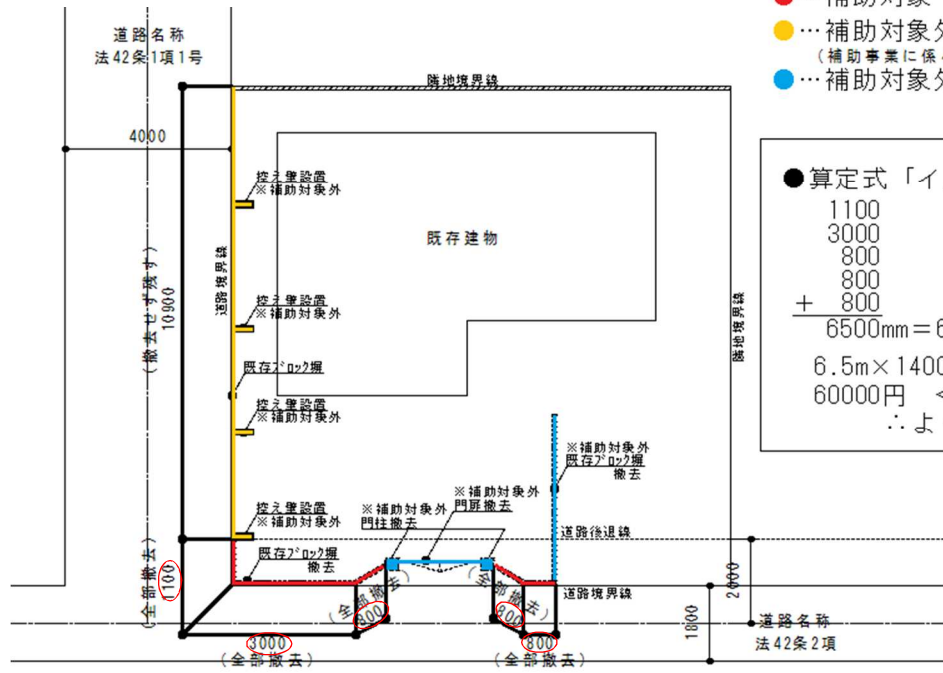 …補助対象
道路名称
法42条1項1号
…補助対象外
(補助事業に係
…補助対象外
隣地境界線
4000
控え壁設置
※補助対象外
●算定式「イ
1100
3000
800
800
+ 800
6500mm=6
6.5m×1400
60000円
∴よ
既存建物
道路境界線
(撤去せず残す)
10900
控え壁設置
※補助対象外
隣地境界線
既存ブロック塀
控え壁設置
※補助対象外
※補助対象外
既存ブロック塀
撤去
控え壁設置
※補助対象外
※補助対象外
門柱撤去
※補助対象外
門扉撤去
道路後退線
既存ブロック塀
撤去
(全部撤去)
1100
(全部撤去)
800
(全部撤去)
800
道路境界線
2000
1800
道路名称
法42条2項
3000
(全部撤去)
800
(全部撤去)